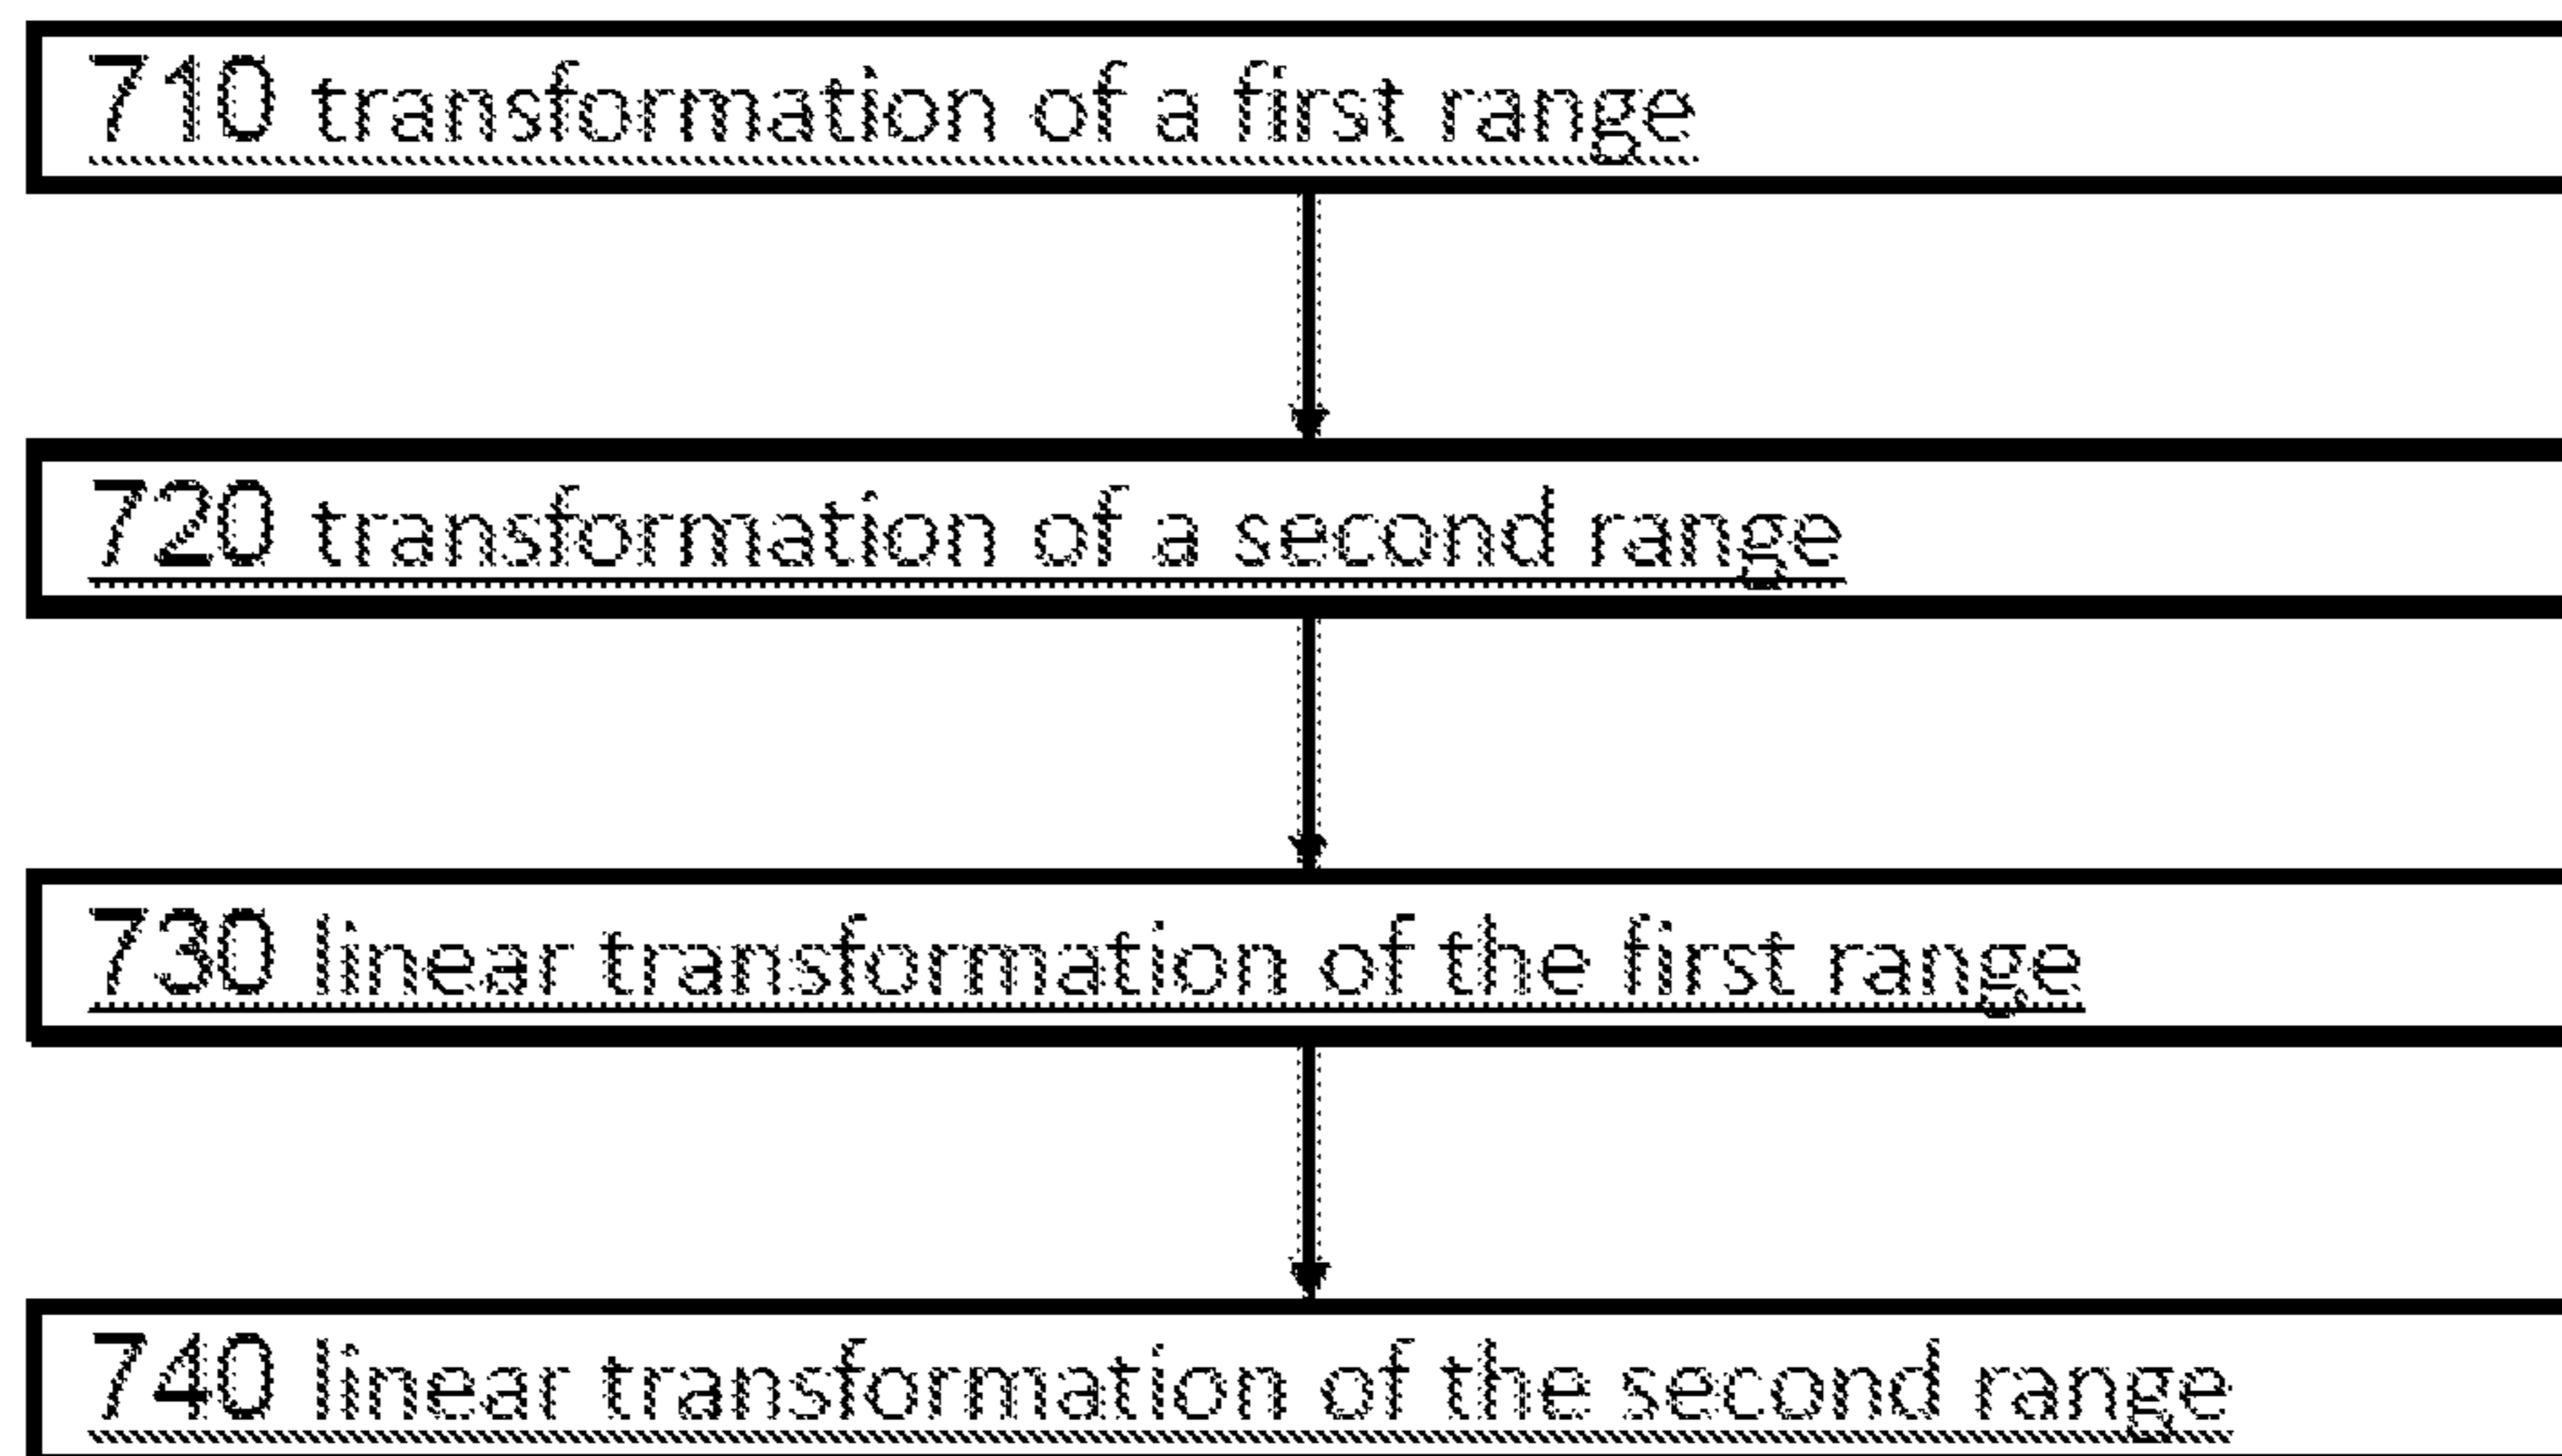 710 transformation of a first range
720 transformation of a second range
730 linear transformation of the first range
740 linear transformation of the second range